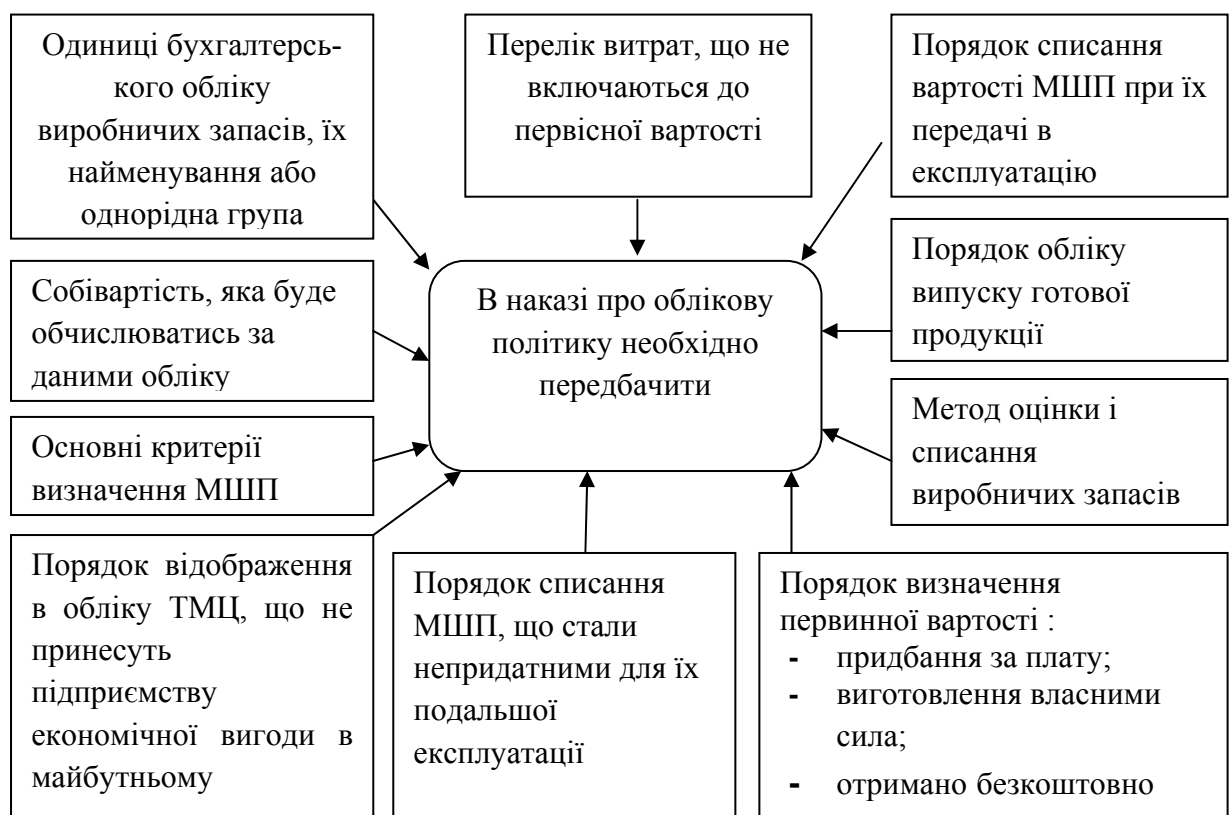 Одиниці бухгалтерсь-
кого обліку
виробничих запасів, їх
найменування або
однорідна група
Перелік витрат, що не
включаються до
первісної вартості
Порядок списання
вартості МШП при їх
передачі в
експлуатацію
Собівартість, яка буде
обчислюватись за
даними обліку
В наказі про облікову
політику необхідно
передбачити
Порядок обліку
випуску готової
продукції
Основні критерії
визначення МШП
Метод оцінки і
списання
виробничих запасів
Порядок відображення
в обліку ТМЦ, що не
принесуть
підприємству
економічної вигоди в
майбутньому
Порядок списання
МШП, що стали
непридатними для їх
подальшої
експлуатації
Порядок визначення
первинної вартості :
- придбання за плату;
- виготовлення власними
сила;
- отримано безкоштовно